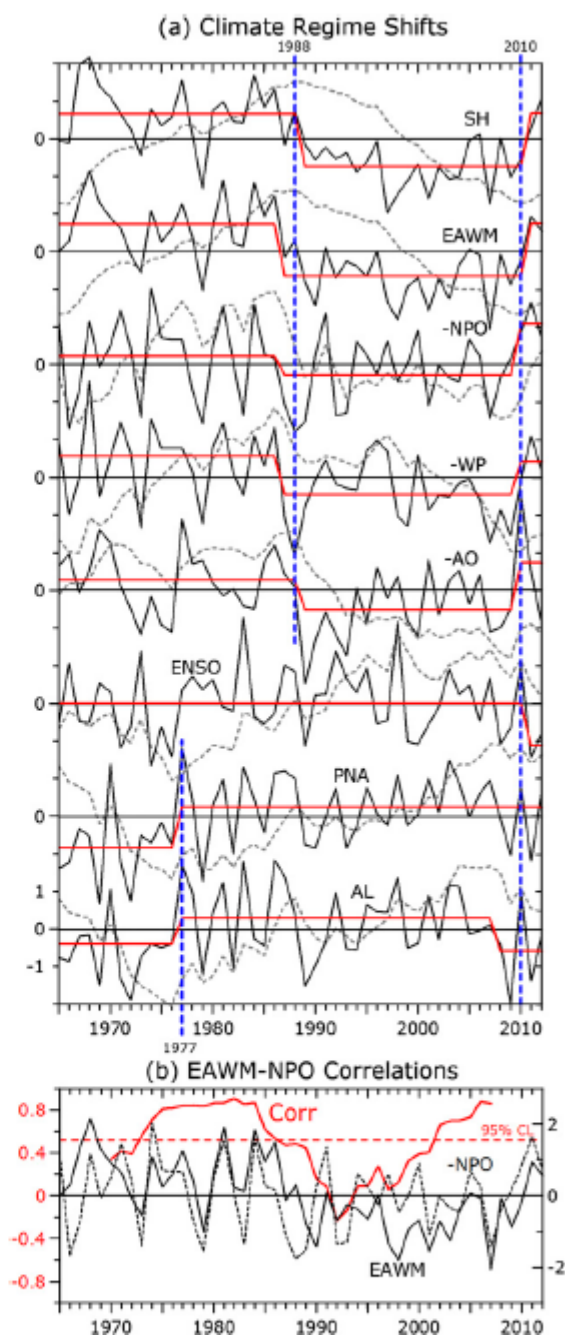 (a) Climate Regime Shifts
1988 2010
0 SH
0 EAWM
0 -NPO
0 -WP
0 -AO
0 ENSO
0 PNA
1
0 AL
-1
1970 1980 1990 2000 2010
1977
(b) EAWM-NPO Correlations
0.8 Corr 2
95% CL
0.4 -NPO
0 0
-0.4 EAWM
-0.8 -2
1970 1980 1990 2000 2010